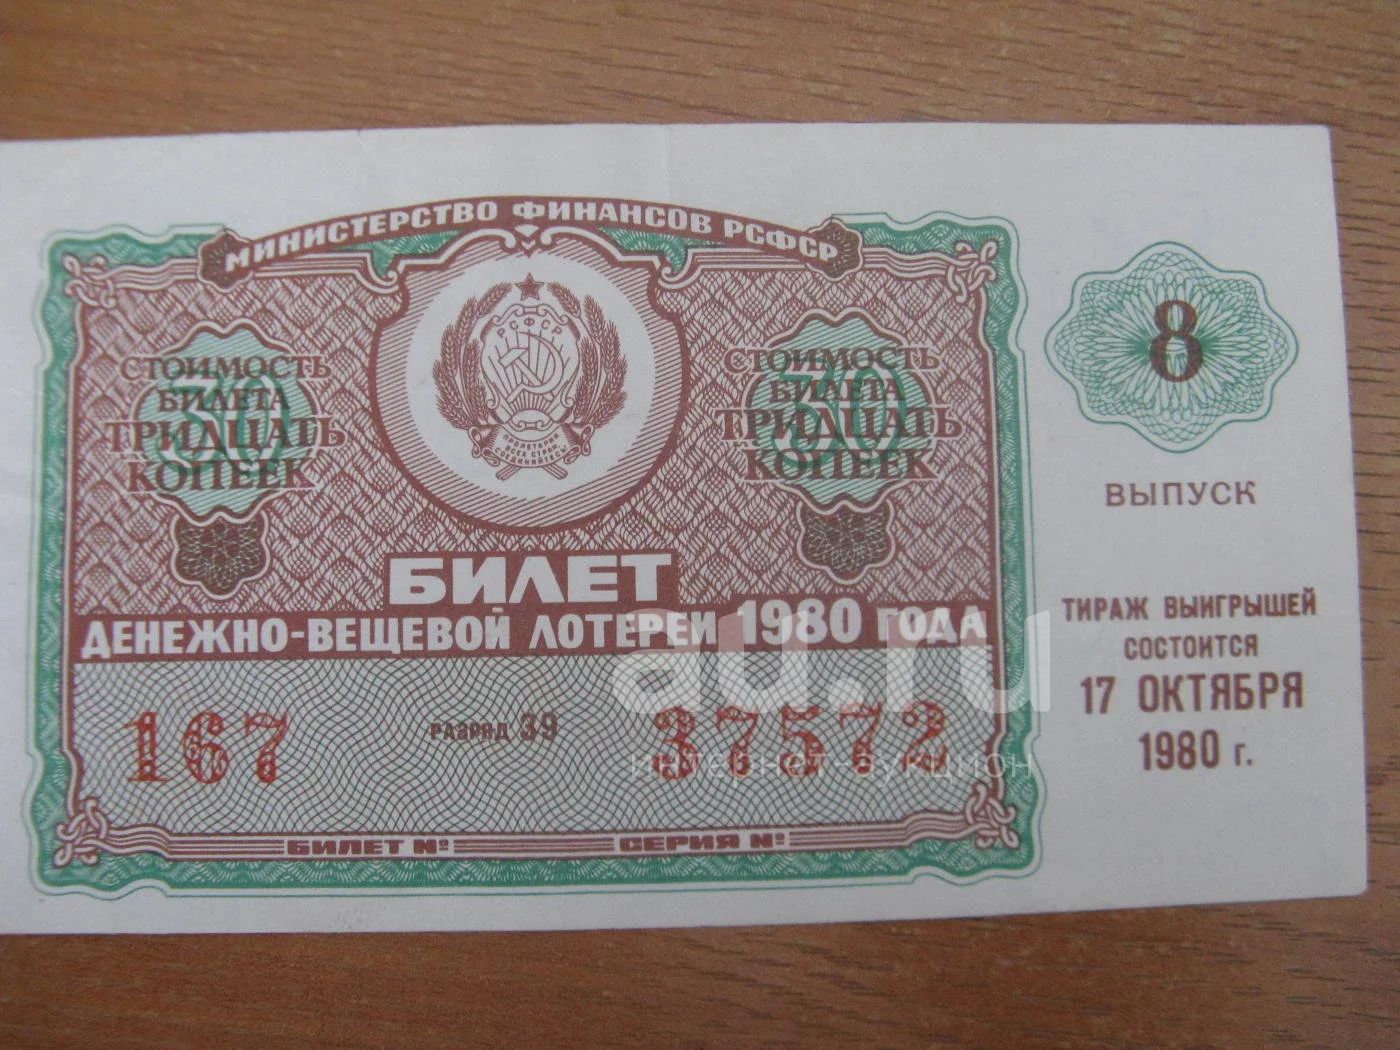 МИНИСТЕРСТВО ФИНАНСОВ РСФСР
РСФСР
ПРОЛЕТАРИИ
ВСЕХ СТРАН,
СОЕДИНЯЙТЕСЬ!
30
СТОИМОСТЬ
БИЛЕТА
ТРИДЦАТЬ
КОПЕЕК
30
СТОИМОСТЬ
БИЛЕТА
ТРИДЦАТЬ
КОПЕЕК
БИЛЕТ
ДЕНЕЖНО-ВЕЩЕВОЙ ЛОТЕРЕИ 1980 ГОДА
167 РАЗРЯД 39 37572
БИЛЕТ № СЕРИЯ №
8
ВЫПУСК
ТИРАЖ ВЫИГРЫШЕЙ
СОСТОИТСЯ
17 ОКТЯБРЯ
1980 г.
au.ru
интернет-аукцион